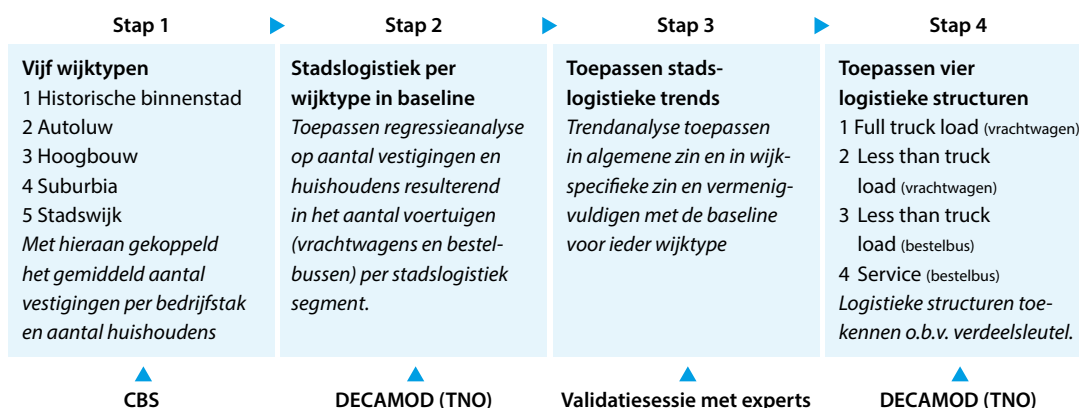 Stap 1
Stap 2
Stap 3
Stap 4
Vijf wijktypen
1 Historische binnenstad
2 Autoluw
3 Hoogbouw
4 Suburbia
5 Stadswijk
Met hieraan gekoppeld
het gemiddeld aantal
vestigingen per bedrijfstak
en aantal huishoudens
Stadslogistiek per
wijktype in baseline
Toepassen regressieanalyse
op aantal vestigingen en
huishoudens resulterend
in het aantal voertuigen
(vrachtwagens en bestel-
bussen) per stadslogistiek
segment.
Toepassen stads-
logistieke trends
Trendanalyse toepassen
in algemene zin en in wijk-
specifieke zin en vermenig-
vuldigen met de baseline
voor ieder wijktype
Toepassen vier
logistieke structuren
1 Full truck load (vrachtwagen)
2 Less than truck
load (vrachtwagen)
3 Less than truck
load (bestelbus)
4 Service (bestelbus)
Logistieke structuren toe-
kennen o.b.v. verdeelsleutel.
CBS
DECAMOD (TNO)
Validatiesessie met experts
DECAMOD (TNO)